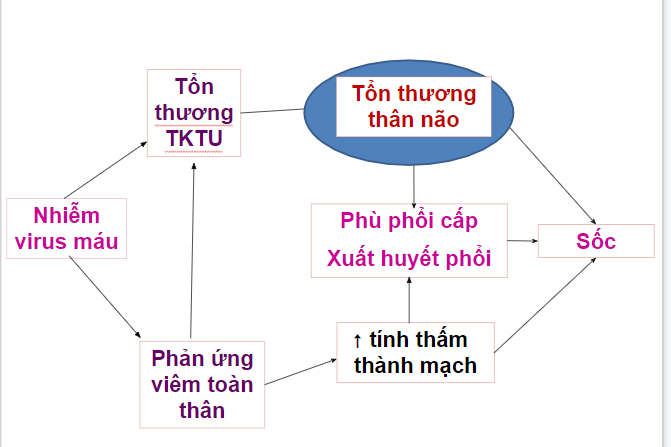 Tổn
thương
TKTU
Tổn thương
thân não
Nhiễm
virus máu
Phù phổi cấp
Xuất huyết phổi
Sốc
Phản ứng
viêm toàn
thân
↑ tính thấm
thành mạch